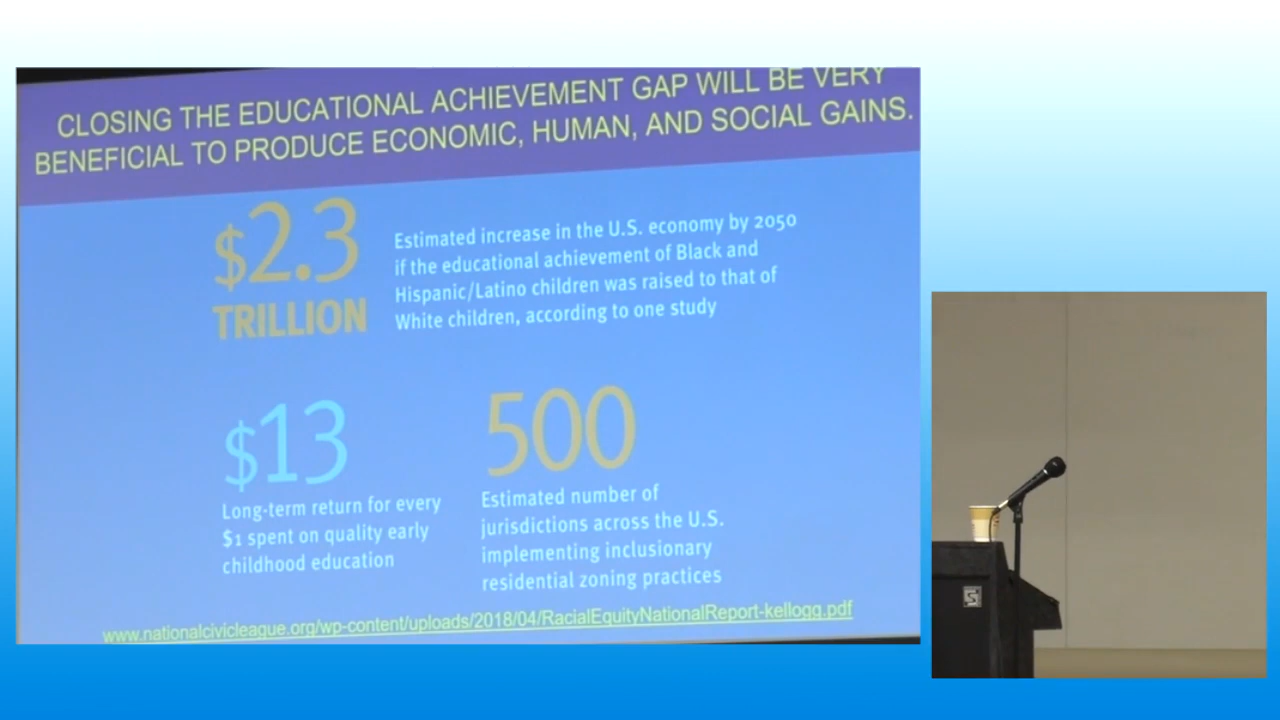 CLOSING THE EDUCATIONAL ACHIEVEMENT GAP WILL BE VERY
BENEFICIAL TO PRODUCE ECONOMIC, HUMAN, AND SOCIAL GAINS.
$2.3
TRILLION
Estimated increase in the U.S. economy by 2050
if the educational achievement of Black and
Hispanic/Latino children was raised to that of
White children, according to one study
$13
Long-term return for every
$1 spent on quality early
childhood education
500
Estimated number of
jurisdictions across the U.S.
implementing inclusionary
residential zoning practices
www.nationalcivicleague.org/wp-content/uploads/2018/04/RacialEquityNationalReport-kellogg.pdf